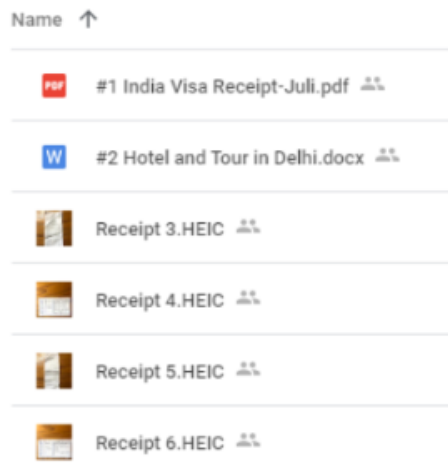 Name
PDF #1 India Visa Receipt-Juli.pdf
W #2 Hotel and Tour in Delhi.docx
Receipt 3.HEIC
Receipt 4.HEIC
Receipt 5.HEIC
Receipt 6.HEIC